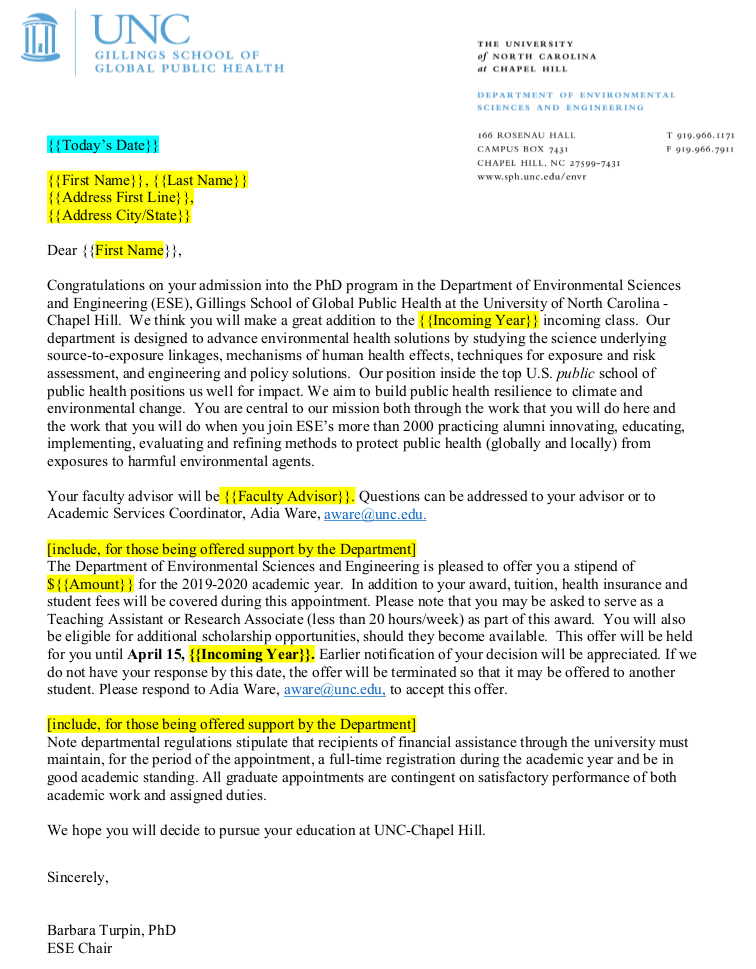 UNC
GILLINGS SCHOOL OF
GLOBAL PUBLIC HEALTH
THE UNIVERSITY
of NORTH CAROLINA
at CHAPEL HILL
DEPARTMENT OF ENVIRONMENTAL
SCIENCES AND ENGINEERING
166 ROSENAU HALL T 919.966.1171
CAMPUS BOX 7431 F 919.966.7911
CHAPEL HILL, NC 27599-7431
www.sph.unc.edu/envr
{{Today's Date}}
{{First Name}}, {{Last Name}}
{{Address First Line}},
{{Address City/State}}
Dear {{First Name}},
Congratulations on your admission into the PhD program in the Department of Environmental Sciences
and Engineering (ESE), Gillings School of Global Public Health at the University of North Carolina -
Chapel Hill. We think you will make a great addition to the {{Incoming Year}} incoming class. Our
department is designed to advance environmental health solutions by studying the science underlying
source-to-exposure linkages, mechanisms of human health effects, techniques for exposure and risk
assessment, and engineering and policy solutions. Our position inside the top U.S. public school of
public health positions us well for impact. We aim to build public health resilience to climate and
environmental change. You are central to our mission both through the work that you will do here and
the work that you will do when you join ESE's more than 2000 practicing alumni innovating, educating,
implementing, evaluating and refining methods to protect public health (globally and locally) from
exposures to harmful environmental agents.
Your faculty advisor will be {{Faculty Advisor}}. Questions can be addressed to your advisor or to
Academic Services Coordinator, Adia Ware, aware@unc.edu.
[include, for those being offered support by the Department]
The Department of Environmental Sciences and Engineering is pleased to offer you a stipend of
${{Amount}} for the 2019-2020 academic year. In addition to your award, tuition, health insurance and
student fees will be covered during this appointment. Please note that you may be asked to serve as a
Teaching Assistant or Research Associate (less than 20 hours/week) as part of this award. You will also
be eligible for additional scholarship opportunities, should they become available. This offer will be held
for you until April 15, {{Incoming Year}}. Earlier notification of your decision will be appreciated. If we
do not have your response by this date, the offer will be terminated so that it may be offered to another
student. Please respond to Adia Ware, aware@unc.edu, to accept this offer.
[include, for those being offered support by the Department]
Note departmental regulations stipulate that recipients of financial assistance through the university must
maintain, for the period of the appointment, a full-time registration during the academic year and be in
good academic standing. All graduate appointments are contingent on satisfactory performance of both
academic work and assigned duties.
We hope you will decide to pursue your education at UNC-Chapel Hill.
Sincerely,
Barbara Turpin, PhD
ESE Chair